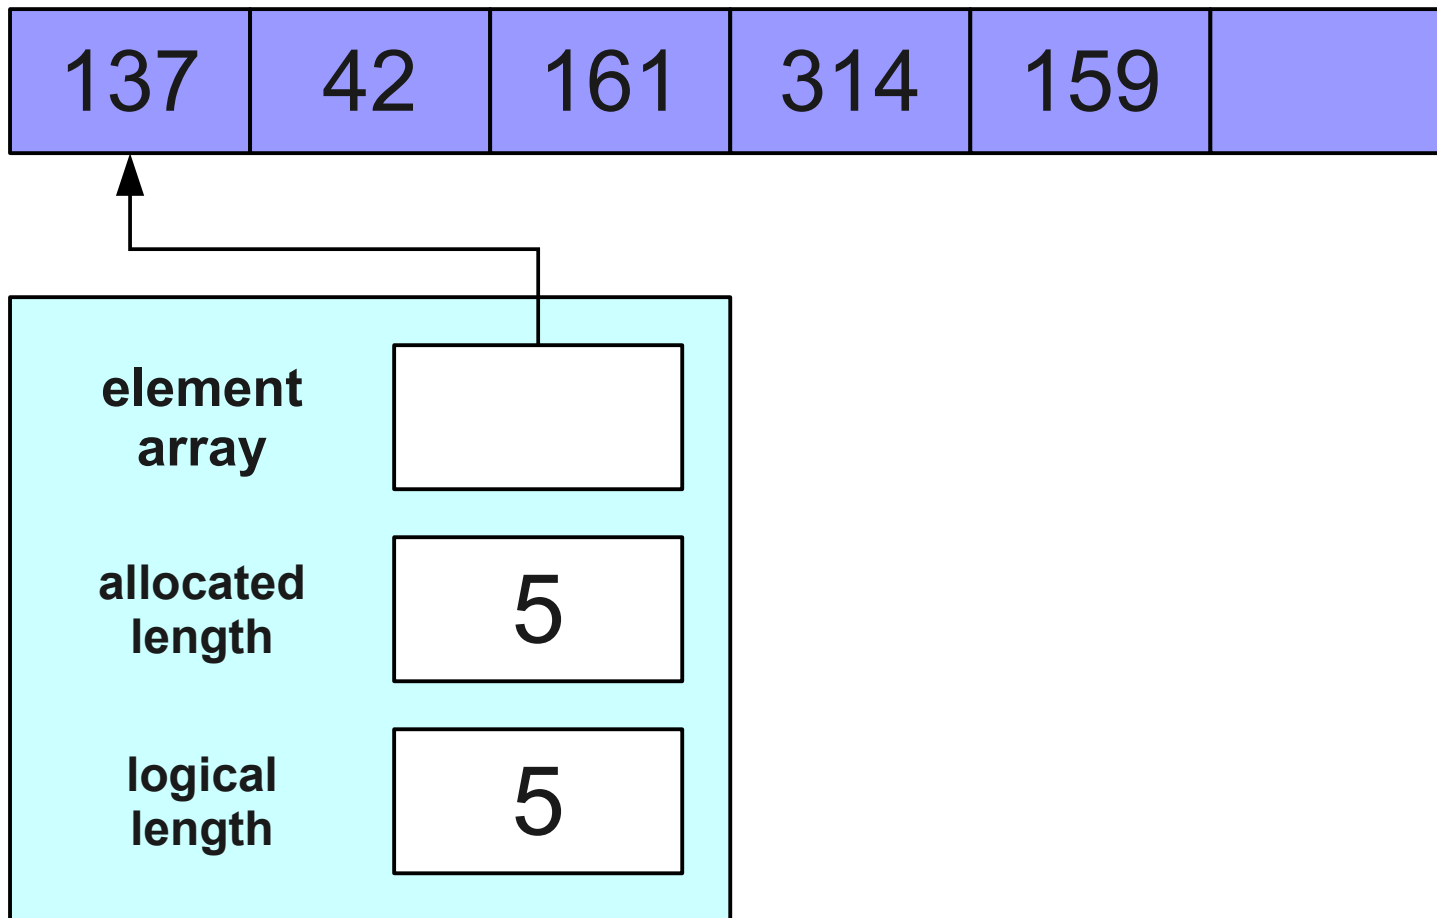 137 42 161 314 159
element
array
allocated
length
5
logical
length
5